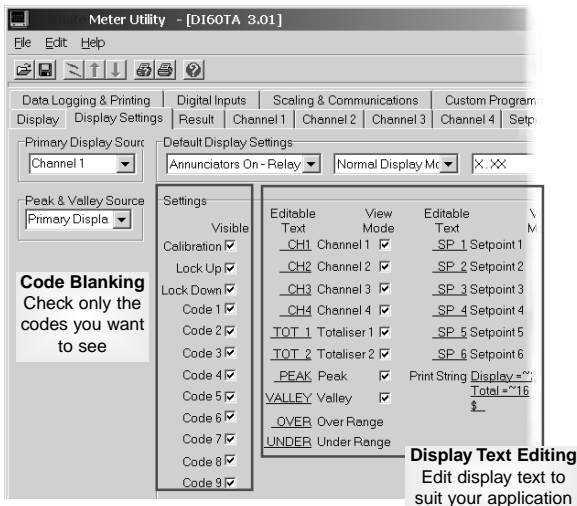 Meter Utility - [DI60TA 3.01]
File Edit Help
Data Logging & Printing Digital Inputs Scaling & Communications Custom Program
Display Display Settings Result Channel 1 Channel 2 Channel 3 Channel 4 Setp
Primary Display Sourc Default Display Settings
Channel 1 Annunciators On - Relay Normal Display Mc X.XX
Peak & Valley Source Settings
Primary Displa
Editable View Editable
Visible Text Mode Text
Calibration CH1 Channel 1 SP 1 Setpoint 1
Lock Up CH2 Channel 2 SP 2 Setpoint 2
Lock Down CH3 Channel 3 SP 3 Setpoint 3
Code 1 CH4 Channel 4 SP 4 Setpoint 4
Code 2 TOT 1 Totaliser 1 SP 5 Setpoint 5
Code 3 TOT 2 Totaliser 2 SP 6 Setpoint 6
Code 4 PEAK Peak Print String Display =~
Code 5 VALLEY Valley Total =~16
$
Code 6 OVER Over Range
Code 7 UNDER Under Range
Code 8
Code 9
Code Blanking
Check only the
codes you want
to see
Display Text Editing
Edit display text to
suit your application